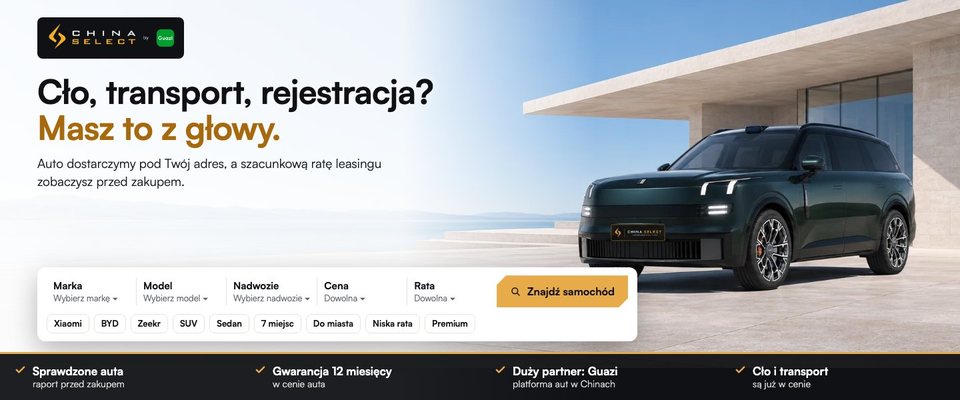 CHINA
SELECT by Guazi
Cło, transport, rejestracja?
Masz to z głowy.
Auto dostarczymy pod Twój adres, a szacunkową ratę leasingu
zobaczysz przed zakupem.
CHINA SELECT
Marka Model Nadwozie Cena Rata
Wybierz markę Wybierz model Wybierz nadwozie Dowolna Dowolna
Znajdź samochód
Xiaomi BYD Zeekr SUV Sedan 7 miejsc Do miasta Niska rata Premium
Sprawdzone auta Gwarancja 12 miesięcy Duży partner: Guazi Cło i transport
raport przed zakupem w cenie auta platforma aut w Chinach są już w cenie